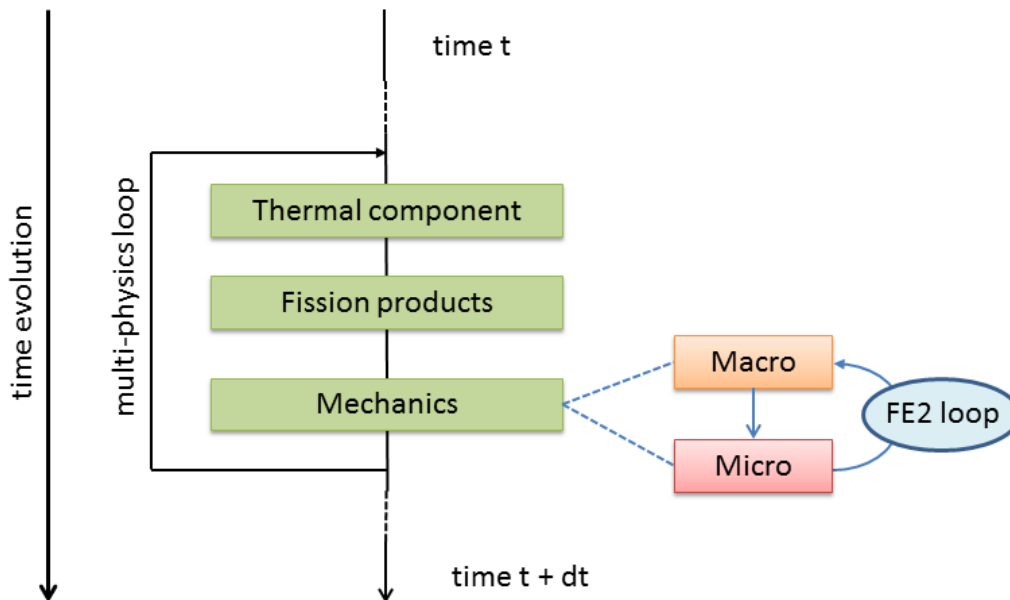 time t
time evolution
multi-physics loop
Thermal component
Fission products
Mechanics
Macro
Micro
FE2 loop
time t + dt